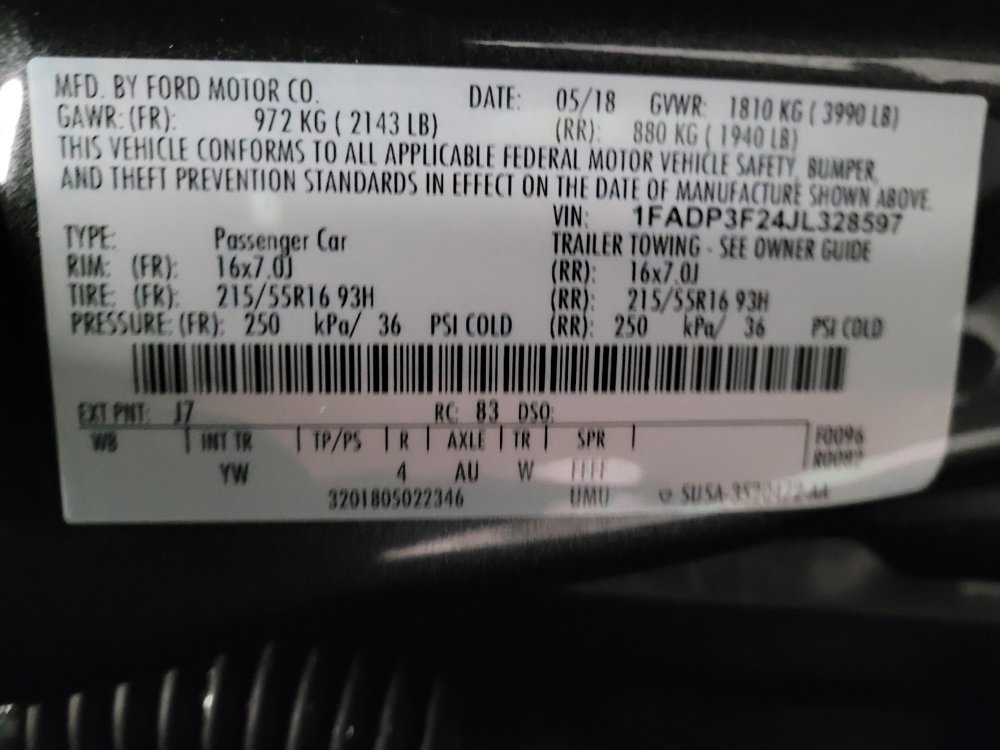 MFD. BY FORD MOTOR CO. DATE: 05/18 GVWR: 1810 KG ( 3990 LB)
GAWR: (FR): 972 KG ( 2143 LB) (RR): 880 KG ( 1940 LB)
THIS VEHICLE CONFORMS TO ALL APPLICABLE FEDERAL MOTOR VEHICLE SAFETY, BUMPER,
AND THEFT PREVENTION STANDARDS IN EFFECT ON THE DATE OF MANUFACTURE SHOWN ABOVE.
VIN: 1FADP3F24JL328597
TYPE: Passenger Car TRAILER TOWING - SEE OWNER GUIDE
RIM: (FR): 16x7.0J (RR): 16x7.0J
TIRE: (FR): 215/55R16 93H (RR): 215/55R16 93H
PRESSURE: (FR): 250 kPa/ 36 PSI COLD (RR): 250 kPa/ 36 PSI COLD
EXT PNT: J7 RC: 83 DSO:
WB INT TR TP/PS R AXLE TR SPR F0096
R0082
YW 4 AU W FFFF
3201805022346 UMU